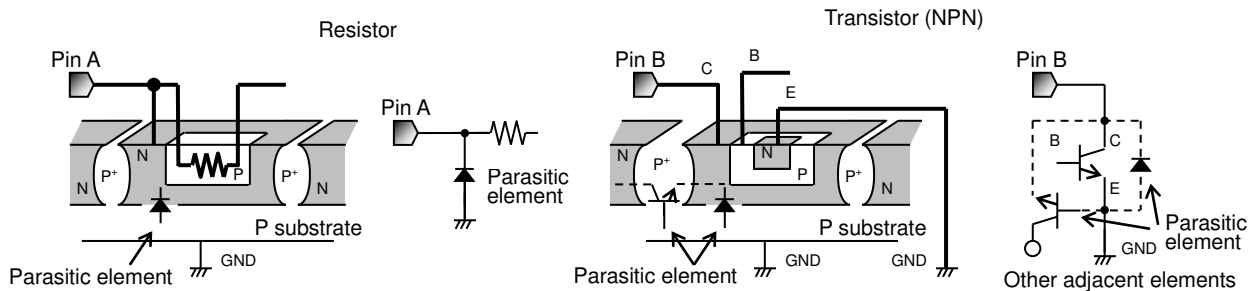 Resistor
Transistor (NPN)
Pin A
Pin A
Pin B
C
B
E
Pin B
N
P+
N
P
P+
N
Parasitic
element
P substrate
GND
Parasitic element
N
P+
N
P
P+
N
P substrate
GND
GND
Parasitic element
B
C
E
Parasitic
element
GND
Other adjacent elements